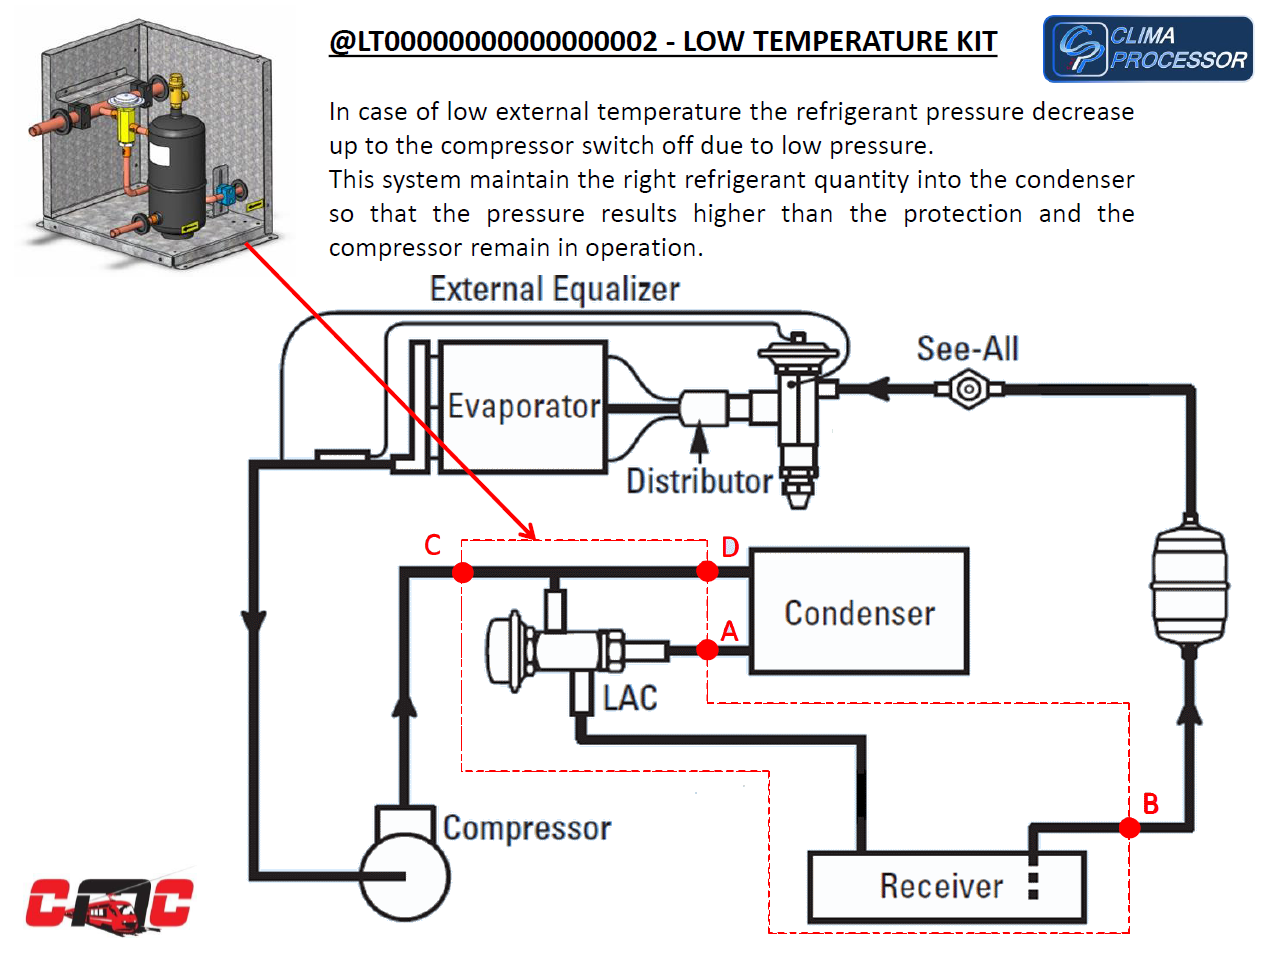 @LT00000000000000002 - LOW TEMPERATURE KIT
CLIMA
PROCESSOR
In case of low external temperature the refrigerant pressure decrease
up to the compressor switch off due to low pressure.
This system maintain the right refrigerant quantity into the condenser
so that the pressure results higher than the protection and the
compressor remain in operation.
External Equalizer
See-All
Evaporator
Distributor
C
D
Condenser
A
LAC
B
Compressor
Receiver
CMC